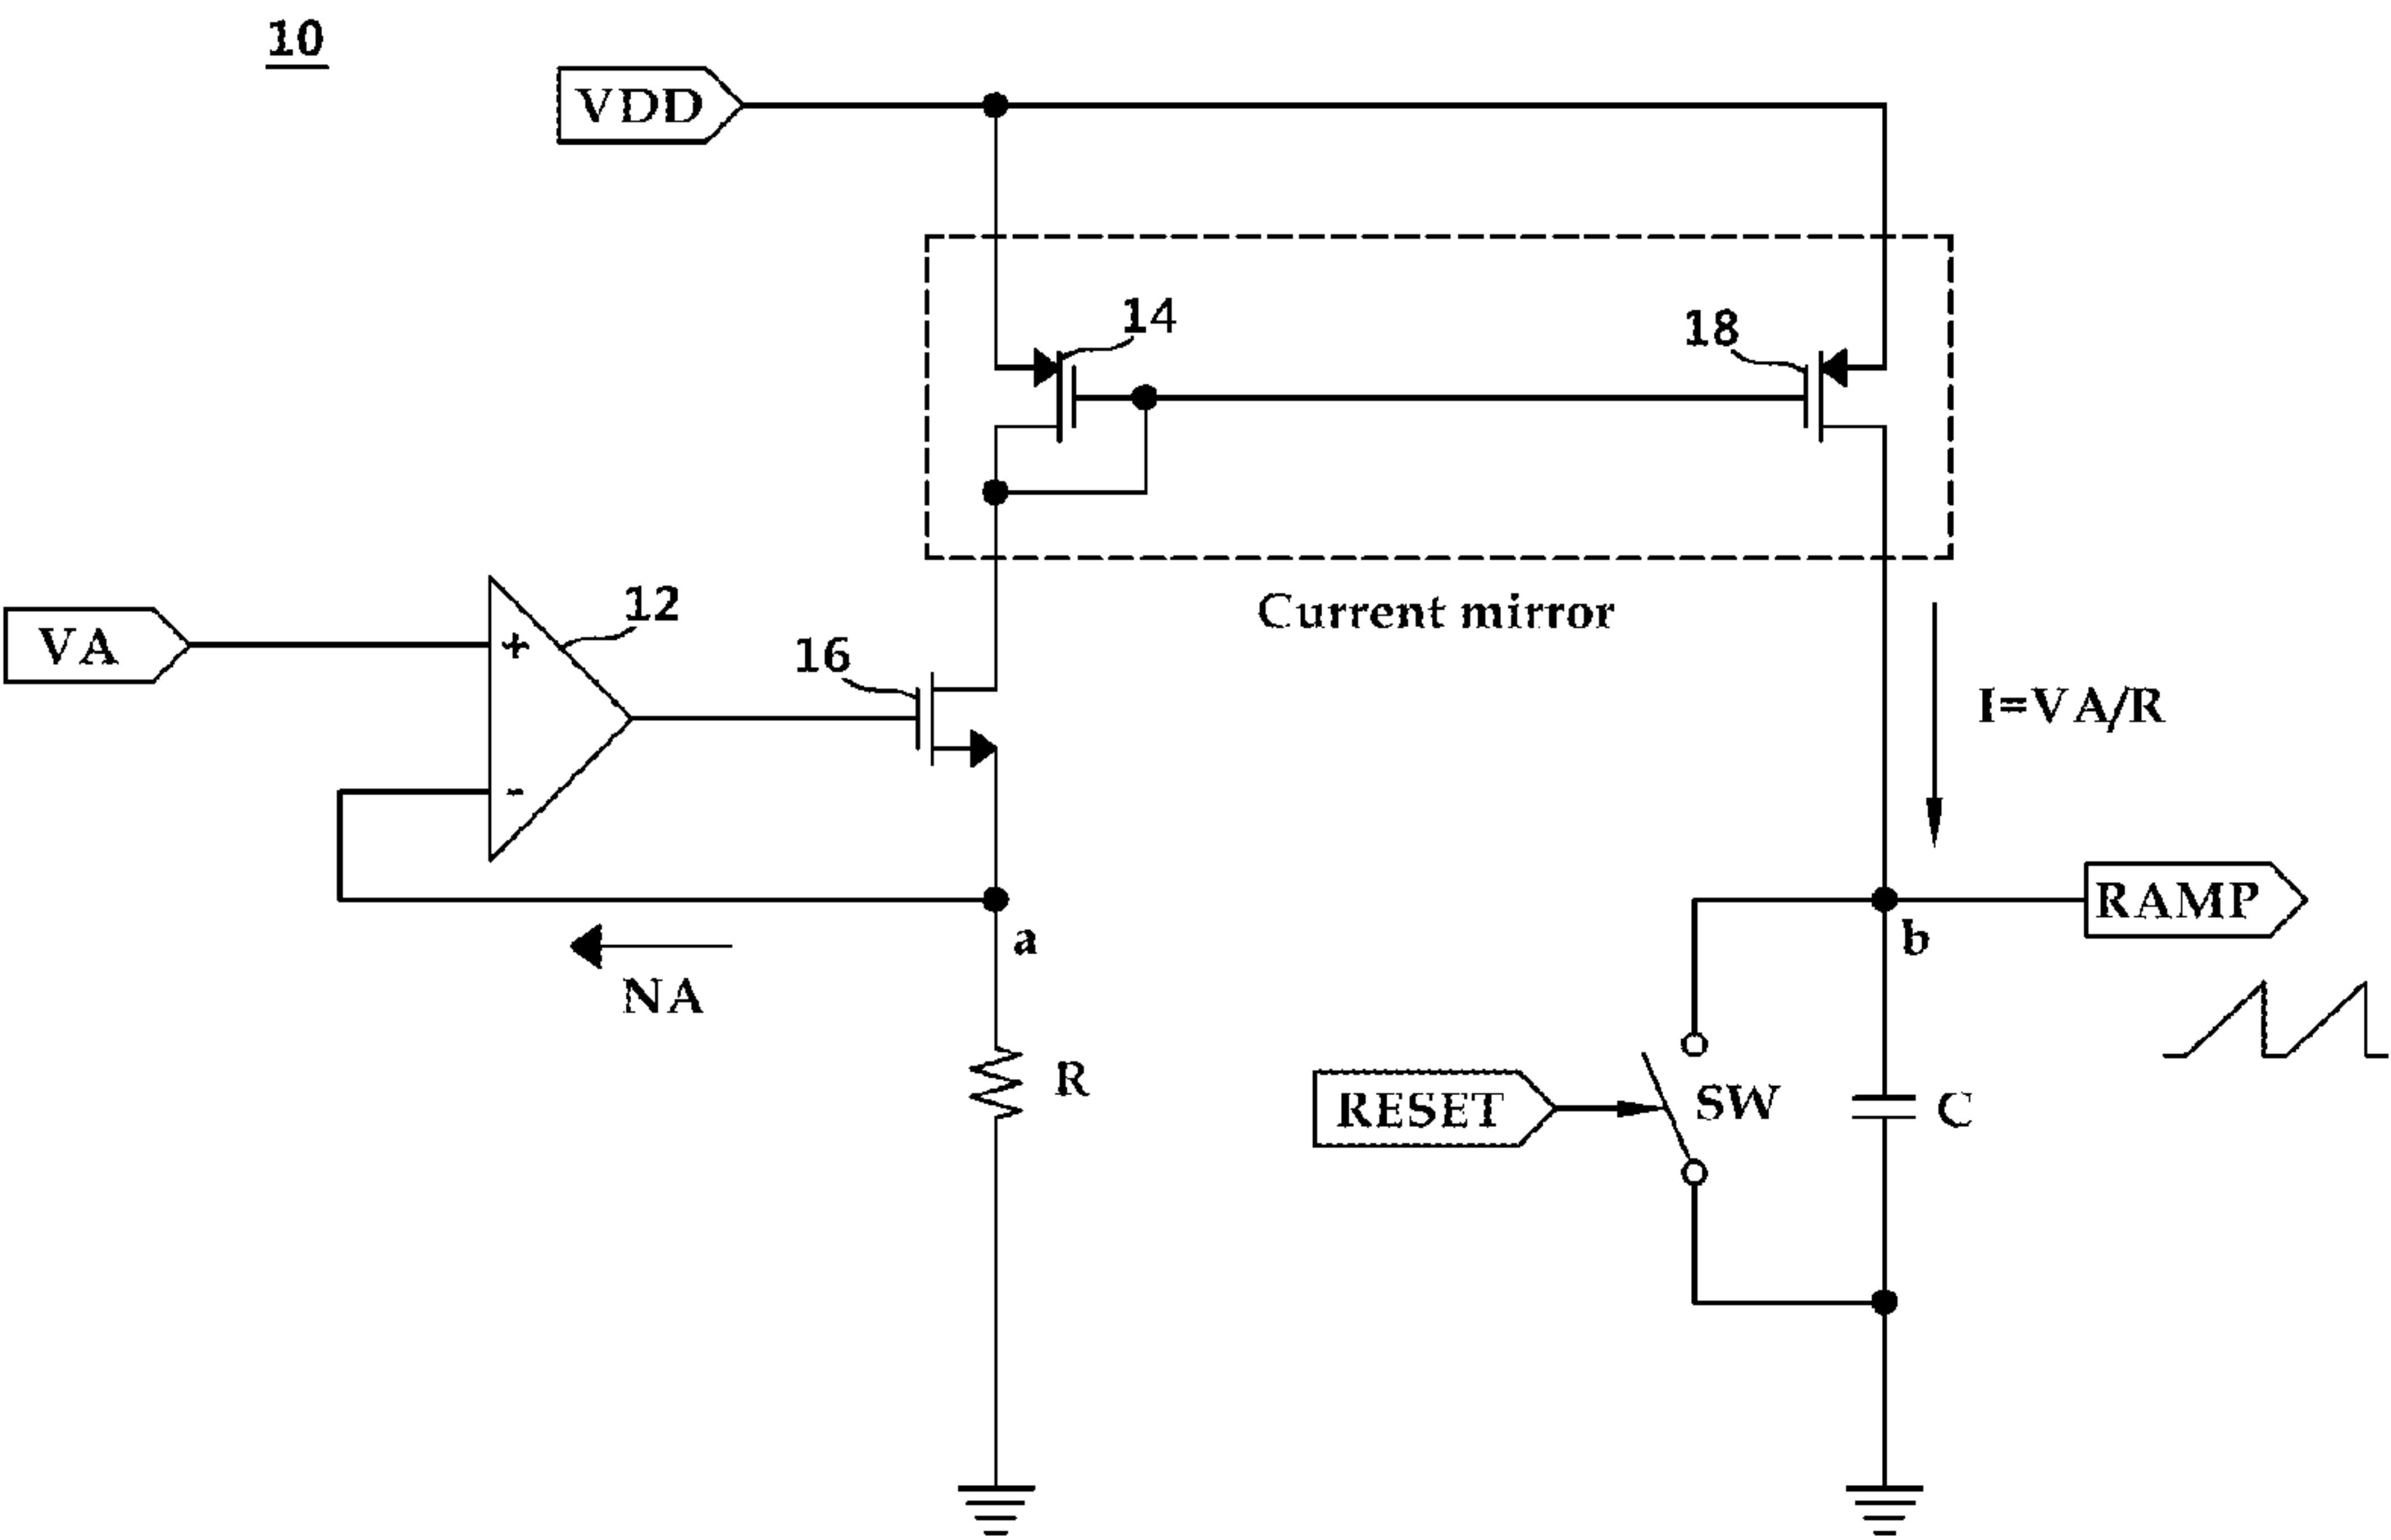 10
VDD
14
18
Current mirror
12
VA
+
16
I=VA/R
-
RAMP
a
b
NA
R
RESET
SW
C